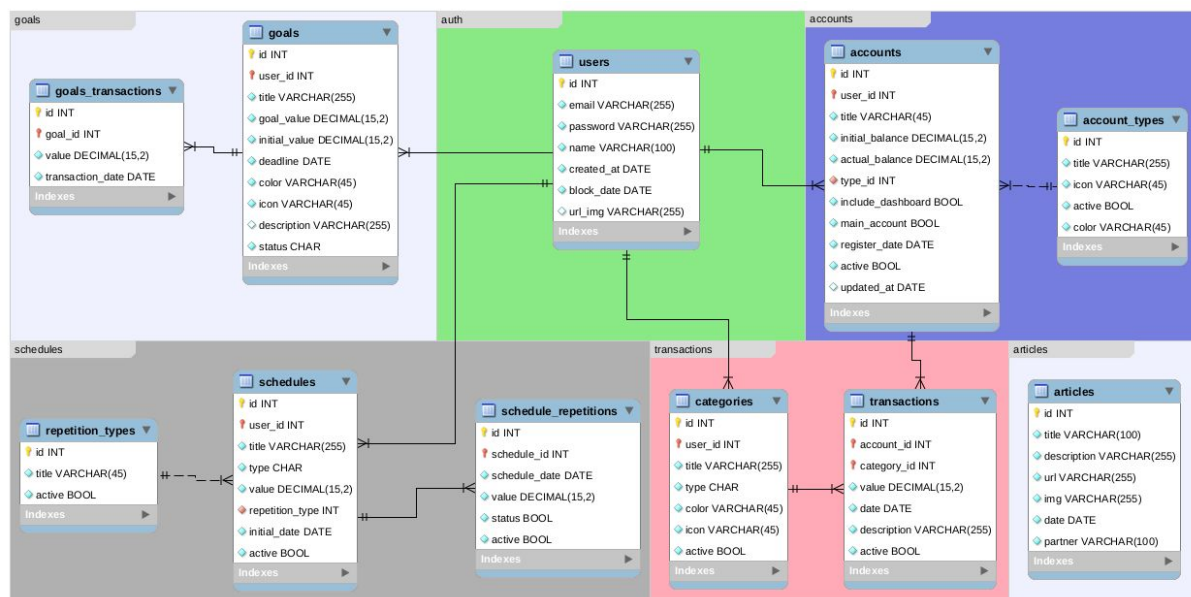 goals
goals_transactions
id INT
goal_id INT
value DECIMAL(15,2)
transaction_date DATE
Indexes
goals
id INT
user_id INT
title VARCHAR(255)
goal_value DECIMAL(15,2)
initial_value DECIMAL(15,2)
deadline DATE
color VARCHAR(45)
icon VARCHAR(45)
description VARCHAR(255)
status CHAR
Indexes
auth
users
id INT
email VARCHAR(255)
password VARCHAR(255)
name VARCHAR(100)
created_at DATE
block_date DATE
url_img VARCHAR(255)
Indexes
accounts
accounts
id INT
user_id INT
title VARCHAR(45)
initial_balance DECIMAL(15,2)
actual_balance DECIMAL(15,2)
type_id INT
include_dashboard BOOL
main_account BOOL
register_date DATE
active BOOL
updated_at DATE
Indexes
account_types
id INT
title VARCHAR(255)
icon VARCHAR(45)
active BOOL
color VARCHAR(45)
Indexes
schedules
repetition_types
id INT
title VARCHAR(45)
active BOOL
Indexes
schedules
id INT
user_id INT
title VARCHAR(255)
type CHAR
value DECIMAL(15,2)
repetition_type INT
initial_date DATE
active BOOL
Indexes
schedule_repetitions
id INT
schedule_id INT
schedule_date DATE
value DECIMAL(15,2)
status BOOL
active BOOL
Indexes
transactions
categories
id INT
user_id INT
title VARCHAR(255)
type CHAR
color VARCHAR(45)
icon VARCHAR(45)
active BOOL
Indexes
transactions
id INT
account_id INT
category_id INT
value DECIMAL(15,2)
date DATE
description VARCHAR(255)
active BOOL
Indexes
articles
articles
id INT
title VARCHAR(100)
description VARCHAR(255)
url VARCHAR(255)
img VARCHAR(255)
date DATE
partner VARCHAR(100)
Indexes